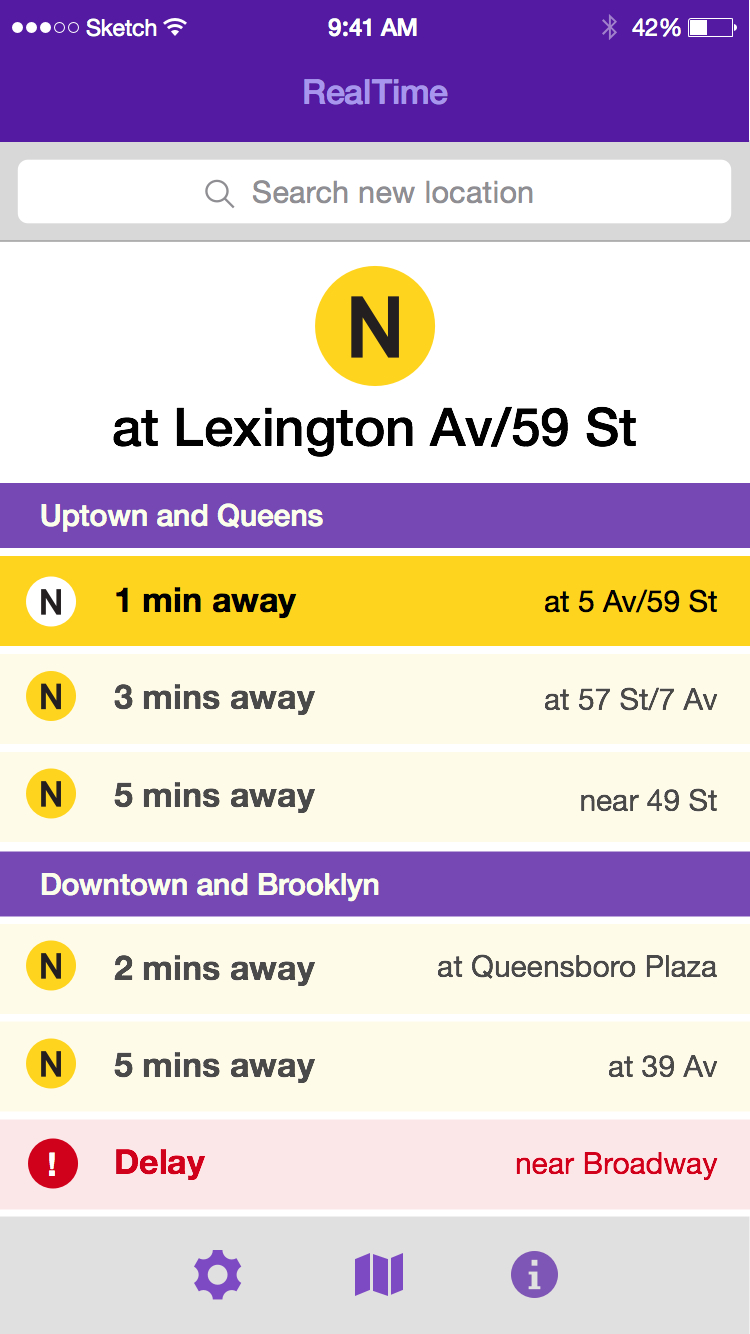 Sketch 9:41 AM 42%
RealTime
Search new location
N
at Lexington Av/59 St
Uptown and Queens
N 1 min away at 5 Av/59 St
N 3 mins away at 57 St/7 Av
N 5 mins away near 49 St
Downtown and Brooklyn
N 2 mins away at Queensboro Plaza
N 5 mins away at 39 Av
! Delay near Broadway
i